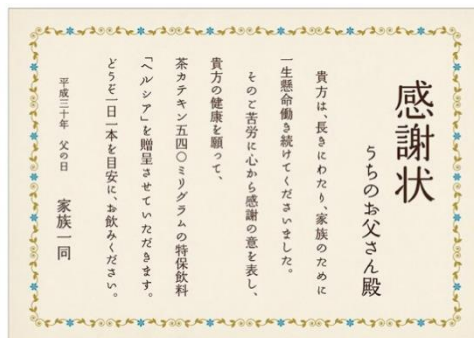 感謝状
うちのお父さん殿
貴方は、長きにわたり、家族のために
一生懸命働き続けてくださいました。
そのご苦労に心から感謝の意を表し、
貴方の健康を願って、
茶カテキン五四〇ミリグラムの特保飲料
「ヘルシア」を贈呈させていただきます。
どうぞ一日一本を目安に、お飲みください。
平成三十年 父の日
家族一同